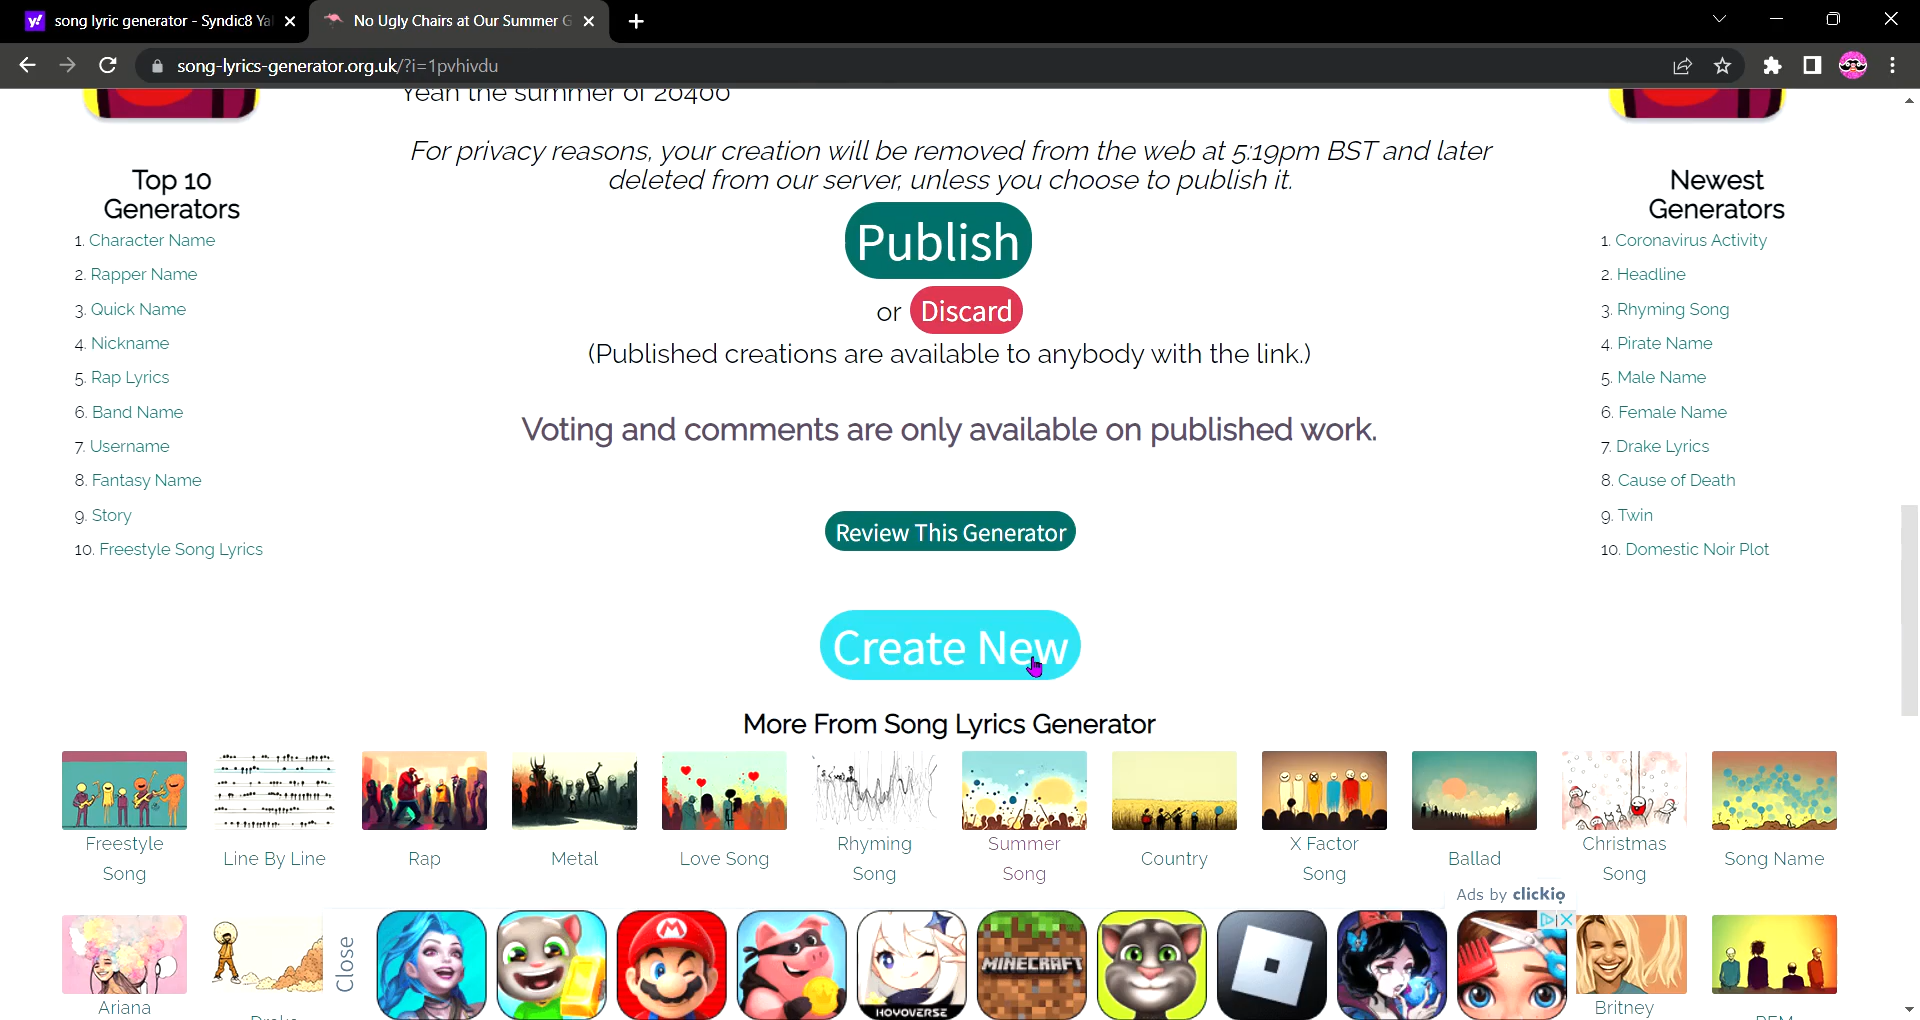 song lyric generator - Syndic8 Ya
No Ugly Chairs at Our Summer G
song-lyrics-generator.org.uk/?i=1pvhivdu
Yeah the summer of 20400
For privacy reasons, your creation will be removed from the web at 5:19pm BST and later
deleted from our server, unless you choose to publish it.
Publish
or Discard
(Published creations are available to anybody with the link.)
Voting and comments are only available on published work.
Review This Generator
Create New
Top 10
Generators
1. Character Name
2. Rapper Name
3. Quick Name
4. Nickname
5. Rap Lyrics
6. Band Name
7. Username
8. Fantasy Name
9. Story
10. Freestyle Song Lyrics
Newest
Generators
1. Coronavirus Activity
2. Headline
3. Rhyming Song
4. Pirate Name
5. Male Name
6. Female Name
7. Drake Lyrics
8. Cause of Death
9. Twin
10. Domestic Noir Plot
More From Song Lyrics Generator
Freestyle
Song
Line By Line
Rap
Metal
Love Song
Rhyming
Song
Summer
Song
Country
X Factor
Song
Ballad
Christmas
Song
Song Name
Ads by clickio
Close
M
HOYOVERSE
MINECRAFT
Ariana
Drake
Britney
REM